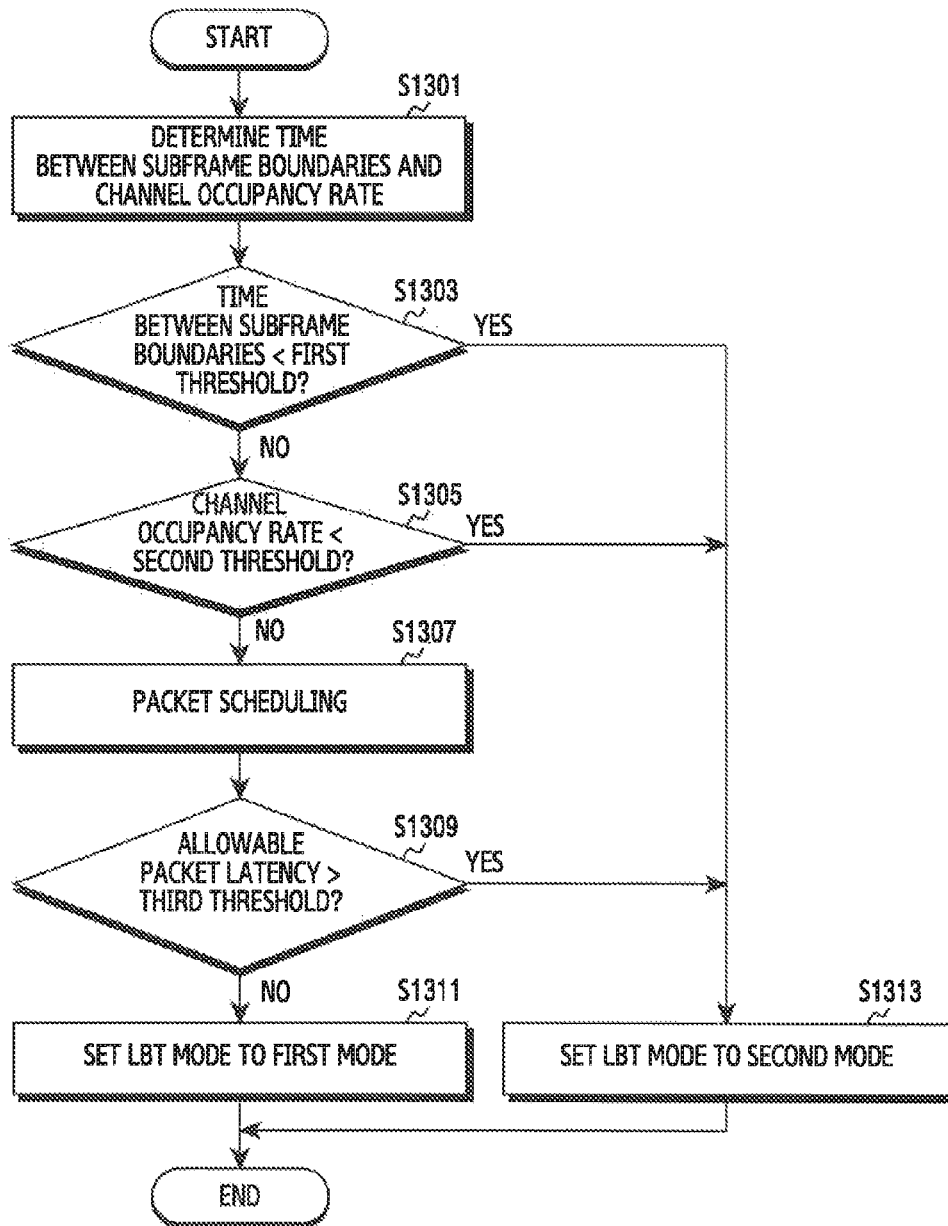 START
S1301
DETERMINE TIME
BETWEEN SUBFRAME BOUNDARIES AND
CHANNEL OCCUPANCY RATE
S1303
TIME
BETWEEN SUBFRAME
BOUNDARIES < FIRST
THRESHOLD?
YES
NO
S1305
CHANNEL
OCCUPANCY RATE <
SECOND THRESHOLD?
YES
NO
S1307
PACKET SCHEDULING
S1309
ALLOWABLE
PACKET LATENCY >
THIRD THRESHOLD?
YES
NO
S1311
SET LBT MODE TO FIRST MODE
S1313
SET LBT MODE TO SECOND MODE
END